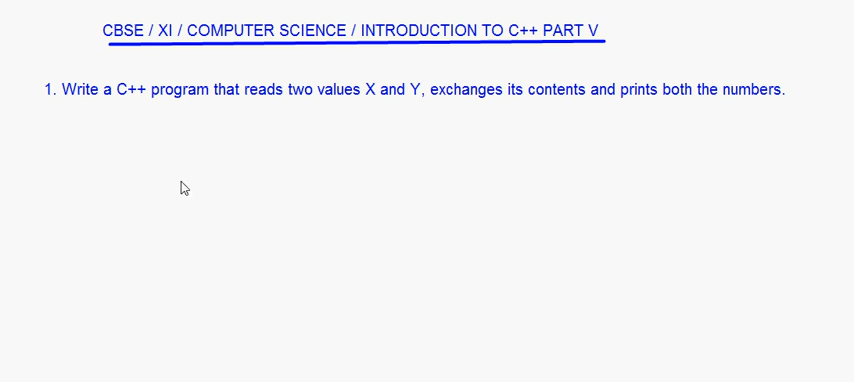 CBSE / XI / COMPUTER SCIENCE / INTRODUCTION TO C++ PART V
1. Write a C++ program that reads two values X and Y, exchanges its contents and prints both the numbers.